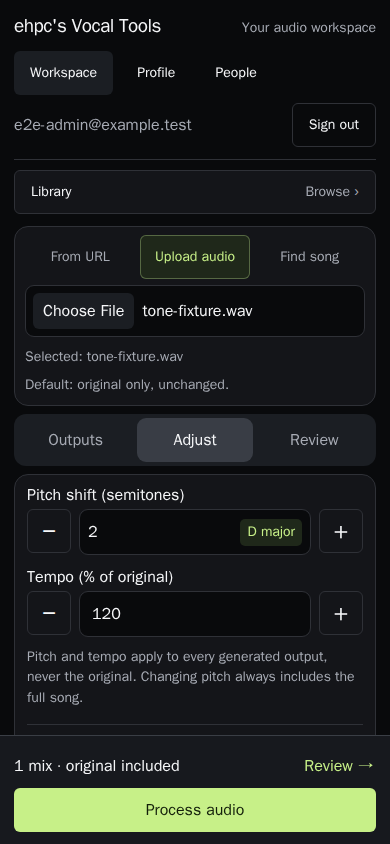 ehpc's Vocal Tools
Your audio workspace
Workspace
Profile
People
e2e-admin@example.test
Sign out
Library
Browse ›
From URL
Upload audio
Find song
Choose File
tone-fixture.wav
Selected: tone-fixture.wav
Default: original only, unchanged.
Outputs
Adjust
Review
Pitch shift (semitones)
−
2
D major
+
Tempo (% of original)
−
120
+
Pitch and tempo apply to every generated output,
never the original. Changing pitch always includes the
full song.
1 mix · original included
Review →
Process audio